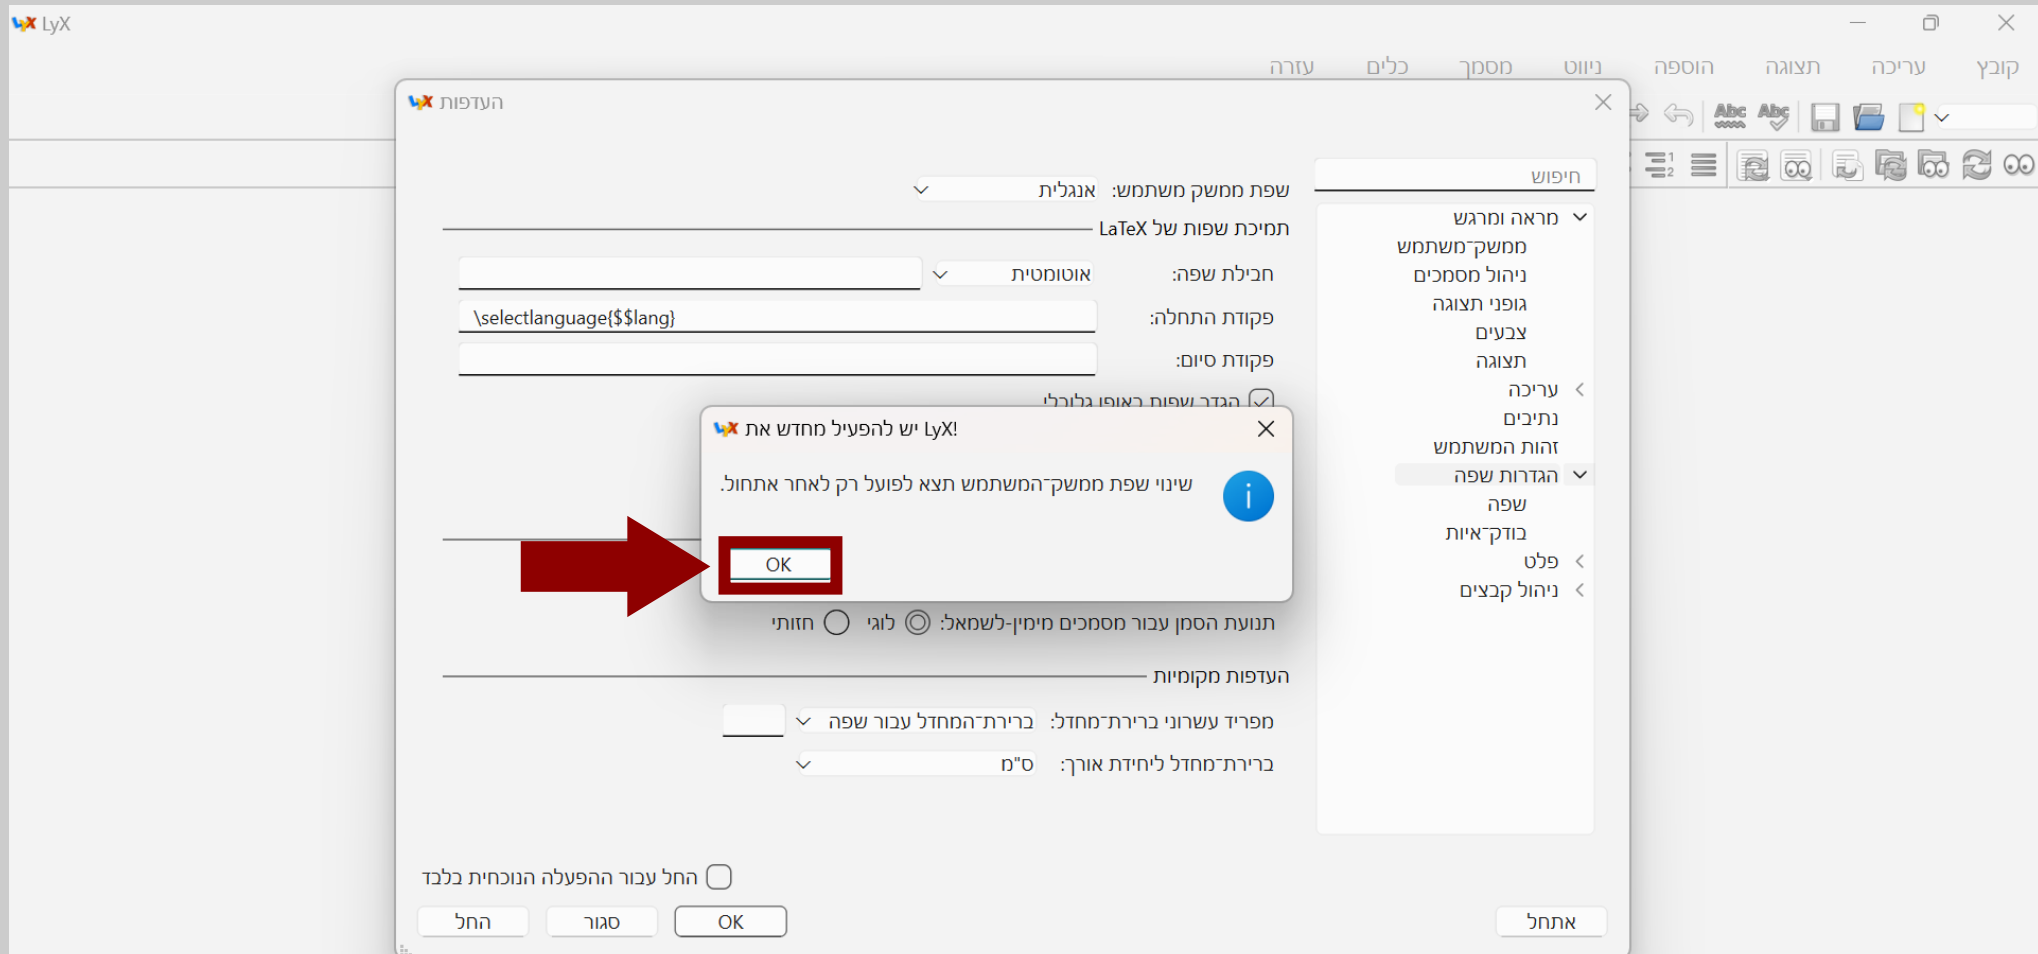 LyX
קובץ עריכה תצוגה הוספה ניווט מסמך כלים עזרה
העדפות
חיפוש
מראה ומרגש
ממשק־משתמש
ניהול מסמכים
גופני תצוגה
צבעים
תצוגה
עריכה
נתיבים
זהות המשתמש
הגדרות שפה
שפה
בודק־איות
פלט
ניהול קבצים
שפת ממשק משתמש: אנגלית
תמיכת שפות של LaTeX
חבילת שפה: אוטומטית
פקודת התחלה: \selectlanguage{$$lang}
פקודת סיום:
הגדר שפות באופן גלובלי
יש להפעיל מחדש את LyX!
שינוי שפת ממשק־המשתמש תצא לפועל רק לאחר אתחול.
OK
תנועת הסמן עבור מסמכים מימין-לשמאל: לוגי חזותי
העדפות מקומיות
מפריד עשרוני ברירת־מחדל: ברירת־המחדל עבור שפה
ברירת־מחדל ליחידת אורך: ס"מ
החל עבור ההפעלה הנוכחית בלבד
אתחל OK סגור החל